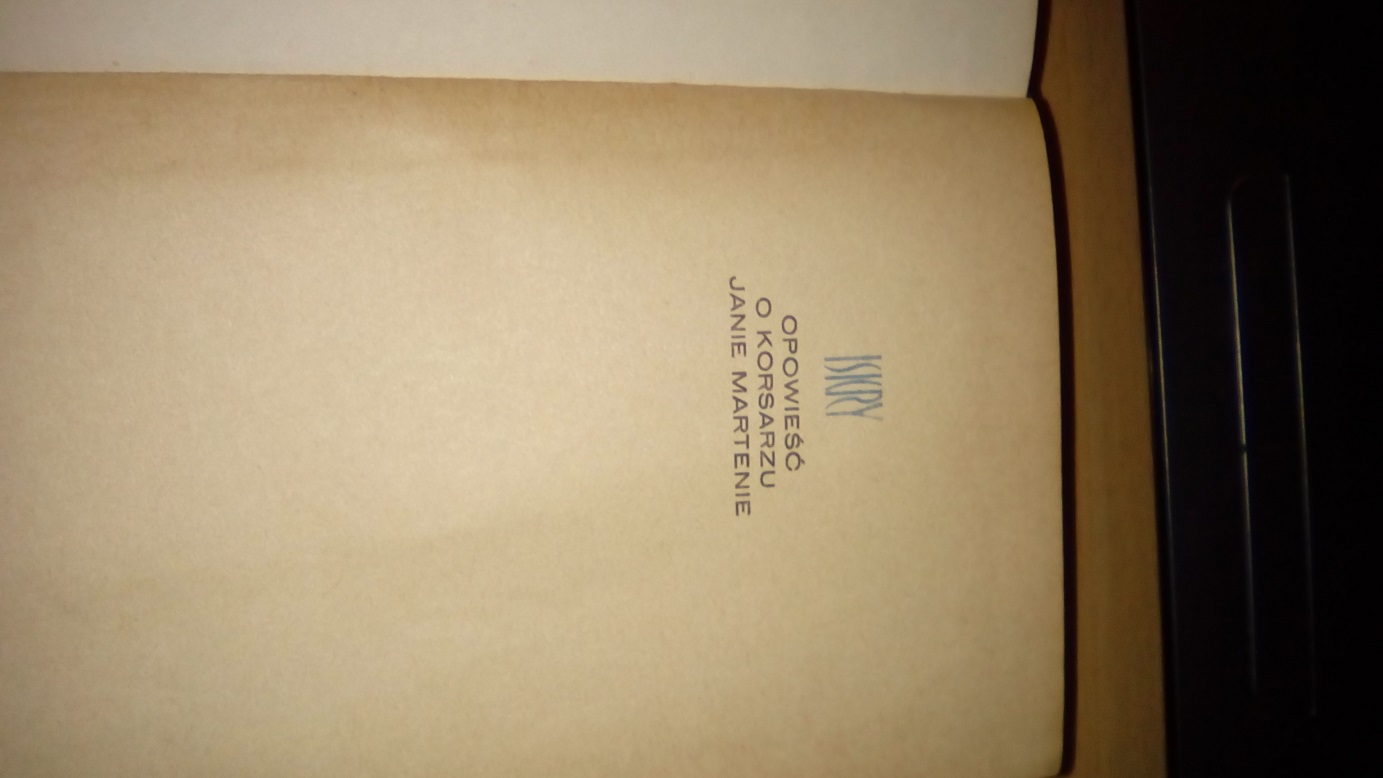 ISKRY
OPOWIEŚĆ
O KORSARZU
JANIE MARTENIE